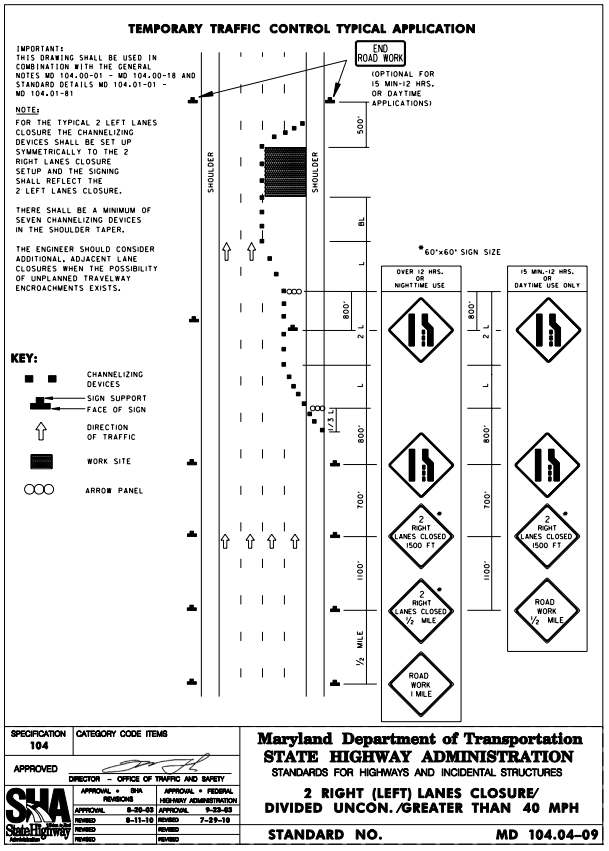 TEMPORARY TRAFFIC CONTROL TYPICAL APPLICATION
IMPORTANT:
THIS DRAWING SHALL BE USED IN
COMBINATION WITH THE GENERAL
NOTES MD 104.00-01 - MD 104.00-18 AND
STANDARD DETAILS MD 104.01-01 -
MD 104.01-81
NOTE:
FOR THE TYPICAL 2 LEFT LANES
CLOSURE THE CHANNELIZING
DEVICES SHALL BE SET UP
SYMMETRICALLY TO THE 2
RIGHT LANES CLOSURE
SETUP AND THE SIGNING
SHALL REFLECT THE
2 LEFT LANES CLOSURE.
THERE SHALL BE A MINIMUM OF
SEVEN CHANNELIZING DEVICES
IN THE SHOULDER TAPER.
THE ENGINEER SHOULD CONSIDER
ADDITIONAL, ADJACENT LANE
CLOSURES WHEN THE POSSIBILITY
OF UNPLANNED TRAVELWAY
ENCROACHMENTS EXISTS.
KEY:
CHANNELIZING
DEVICES
SIGN SUPPORT
FACE OF SIGN
DIRECTION
OF TRAFFIC
WORK SITE
ARROW PANEL
END
ROAD WORK
(OPTIONAL FOR
15 MIN-12 HRS.
OR DAYTIME
APPLICATIONS)
SHOULDER
SHOULDER
500'
BL
L
800'
2 L
L
1/3 L
800'
700'
1100'
1/2 MILE
*60"x60" SIGN SIZE
OVER 12 HRS.
OR
NIGHTTIME USE
*
2
RIGHT
LANES CLOSED
1500 FT
*
2
RIGHT
LANES CLOSED
1/2 MILE
ROAD
WORK
1 MILE
800'
2 L
L
800'
700'
1100'
15 MIN.-12 HRS.
OR
DAYTIME USE ONLY
*
2
RIGHT
LANES CLOSED
1500 FT
ROAD
WORK
1/2 MILE
SPECIFICATION
104
CATEGORY CODE ITEMS
APPROVED
DIRECTOR - OFFICE OF TRAFFIC AND SAFETY
SHA
State Highway
Administration
APPROVAL • SHA
REVISIONS
APPROVAL • FEDERAL
HIGHWAY ADMINISTRATION
APPROVAL 8-20-03 APPROVAL 9-23-03
REVISED 8-11-10 REVISED 7-29-10
REVISED REVISED
REVISED REVISED
Maryland Department of Transportation
STATE HIGHWAY ADMINISTRATION
STANDARDS FOR HIGHWAYS AND INCIDENTAL STRUCTURES
2 RIGHT (LEFT) LANES CLOSURE/
DIVIDED UNCON./GREATER THAN 40 MPH
STANDARD NO. MD 104.04-09